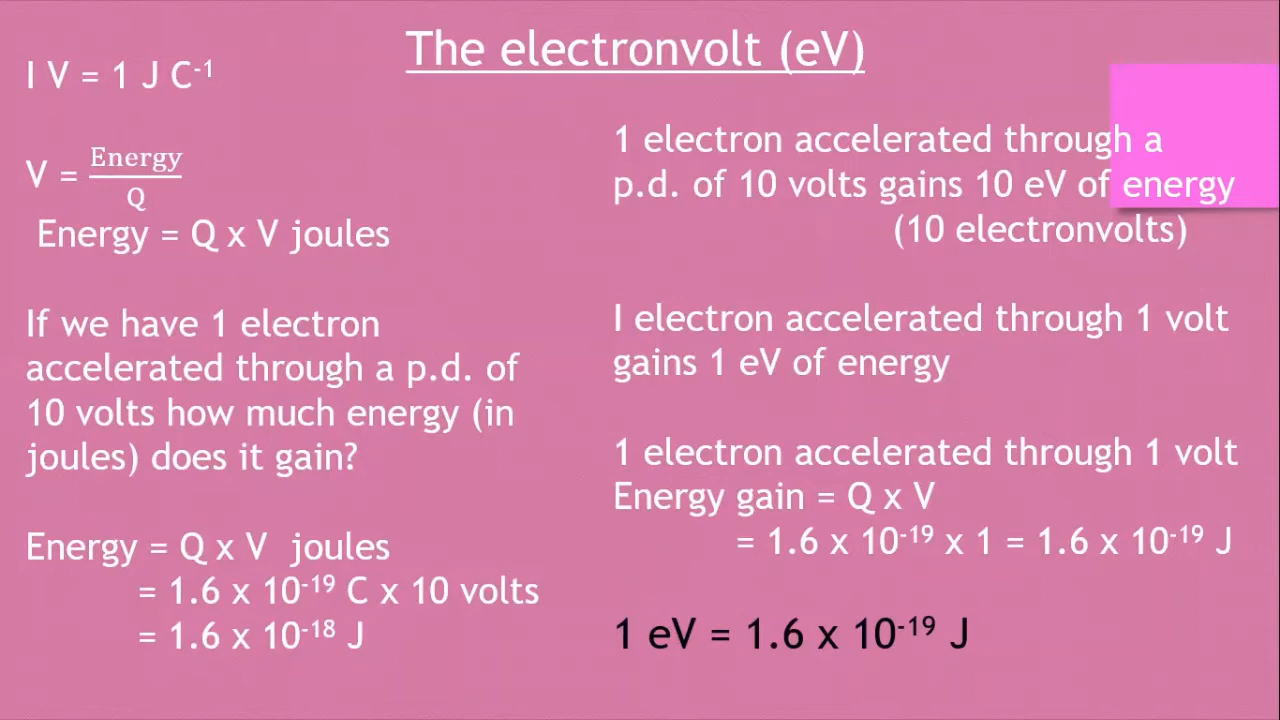 The electronvolt (eV)
I V = 1 J C⁻¹
V = Energy
Q
Energy = Q x V joules
If we have 1 electron
accelerated through a p.d. of
10 volts how much energy (in
joules) does it gain?
Energy = Q x V joules
= 1.6 x 10⁻¹⁹ C x 10 volts
= 1.6 x 10⁻¹⁸ J
1 electron accelerated through a
p.d. of 10 volts gains 10 eV of energy
(10 electronvolts)
I electron accelerated through 1 volt
gains 1 eV of energy
1 electron accelerated through 1 volt
Energy gain = Q x V
= 1.6 x 10⁻¹⁹ x 1 = 1.6 x 10⁻¹⁹ J
1 eV = 1.6 x 10⁻¹⁹ J